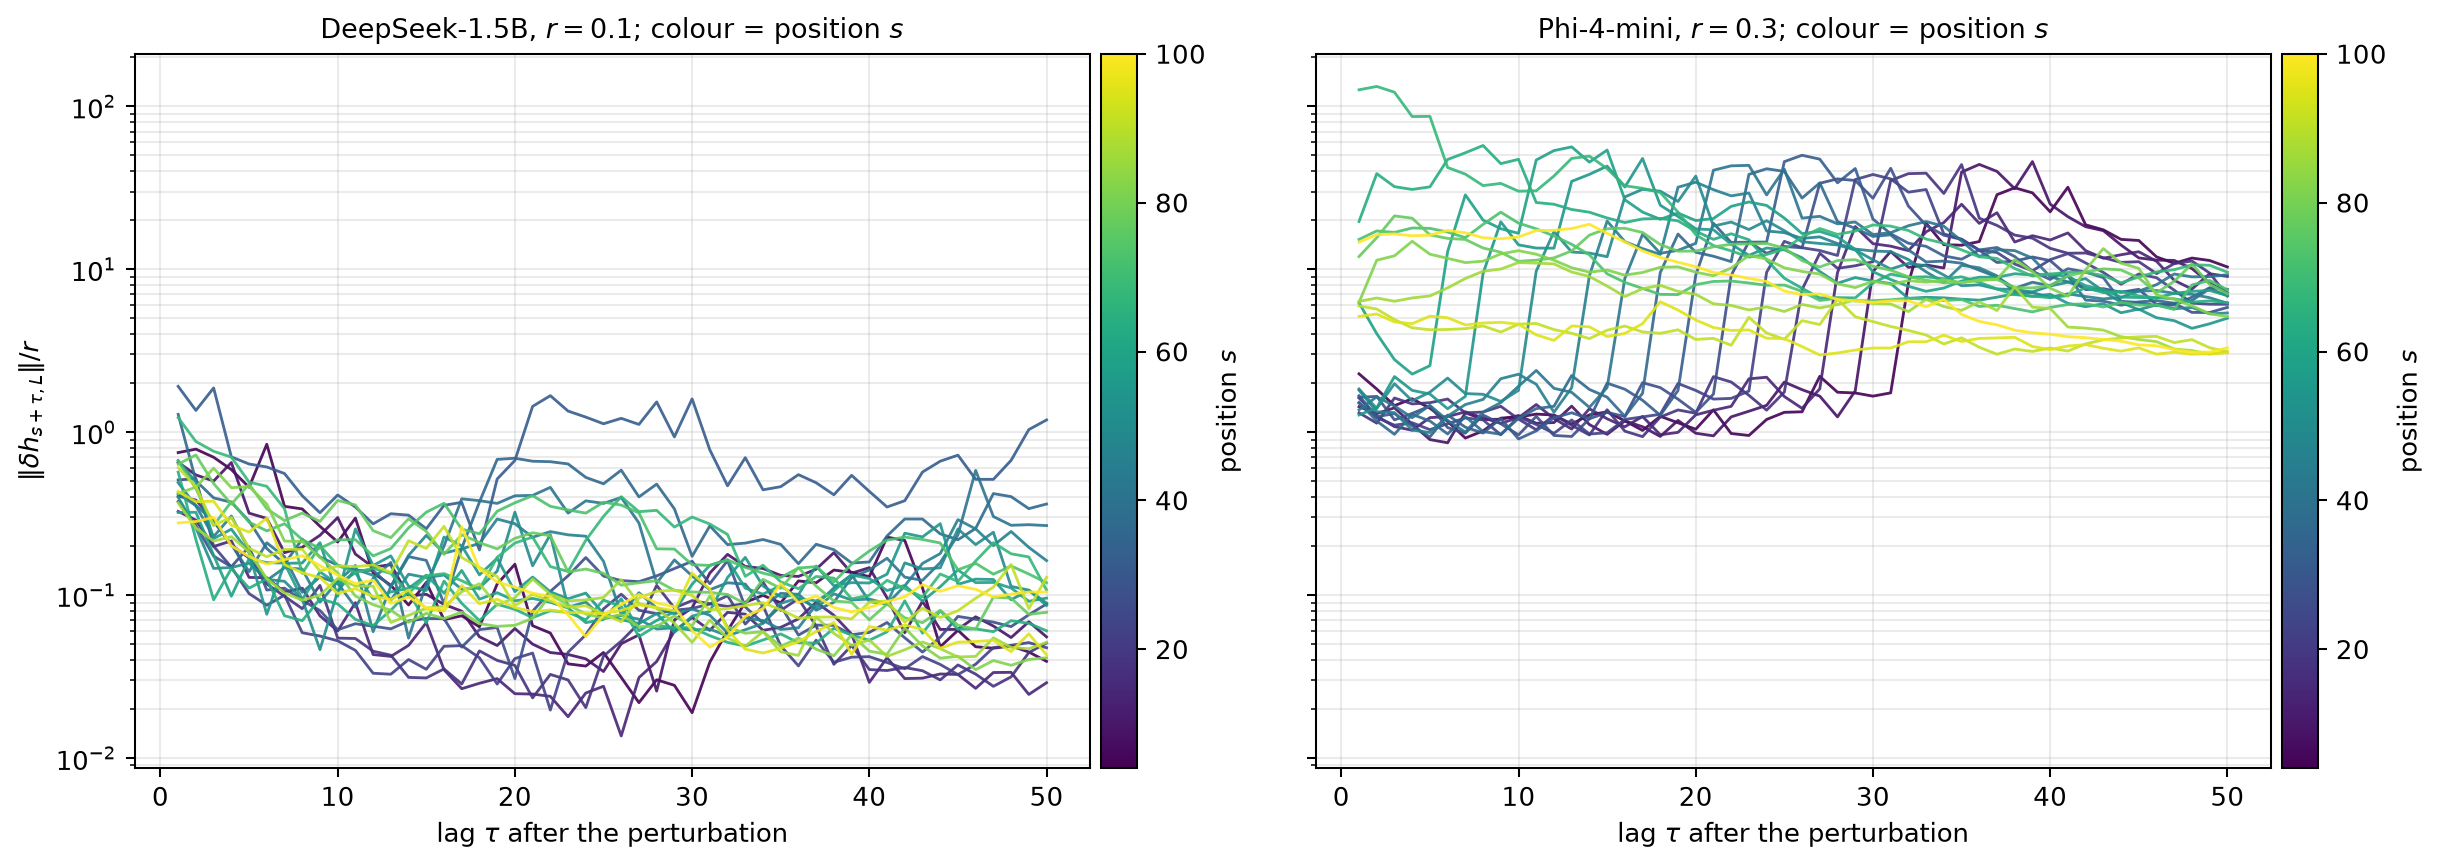 DeepSeek-1.5B, r = 0.1; colour = position s
10²
10¹
10⁰
10⁻¹
10⁻²
‖δh_{s+τ,L}‖/r
0 10 20 30 40 50
lag τ after the perturbation
100
80
60
40
20
position s
Phi-4-mini, r = 0.3; colour = position s
0 10 20 30 40 50
lag τ after the perturbation
100
80
60
40
20
position s